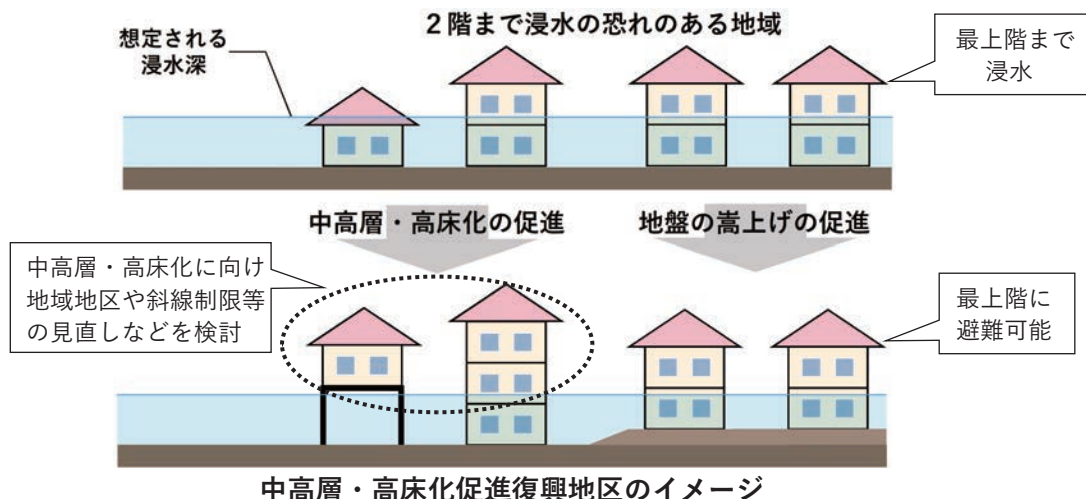 ２階まで浸水の恐れのある地域
想定される
浸水深
最上階まで
浸水
中高層・高床化の促進
地盤の嵩上げの促進
中高層・高床化に向け
地域地区や斜線制限等
の見直しなどを検討
最上階に
避難可能
中高層・高床化促進復興地区のイメージ